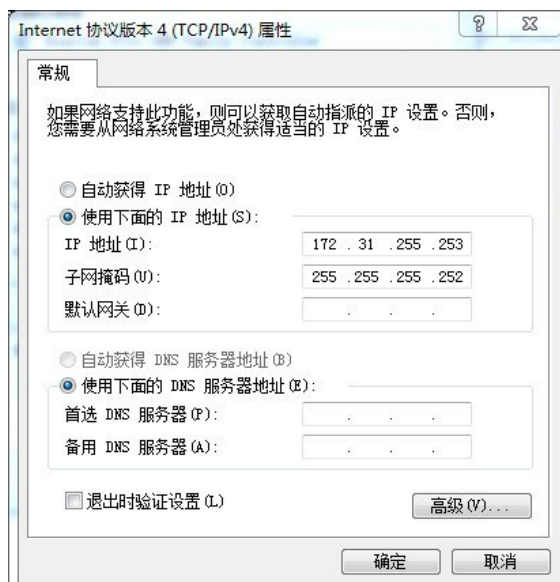 Internet 协议版本 4 (TCP/IPv4) 属性
常规
如果网络支持此功能，则可以获取自动指派的 IP 设置。否则，
您需要从网络系统管理员处获得适当的 IP 设置。
自动获得 IP 地址(O)
使用下面的 IP 地址(S):
IP 地址(I): 172 . 31 .255 .253
子网掩码(U): 255 .255 .255 .252
默认网关(D): . . .
自动获得 DNS 服务器地址(B)
使用下面的 DNS 服务器地址(E):
首选 DNS 服务器(P): . . .
备用 DNS 服务器(A): . . .
退出时验证设置(L)
高级(V)...
确定 取消